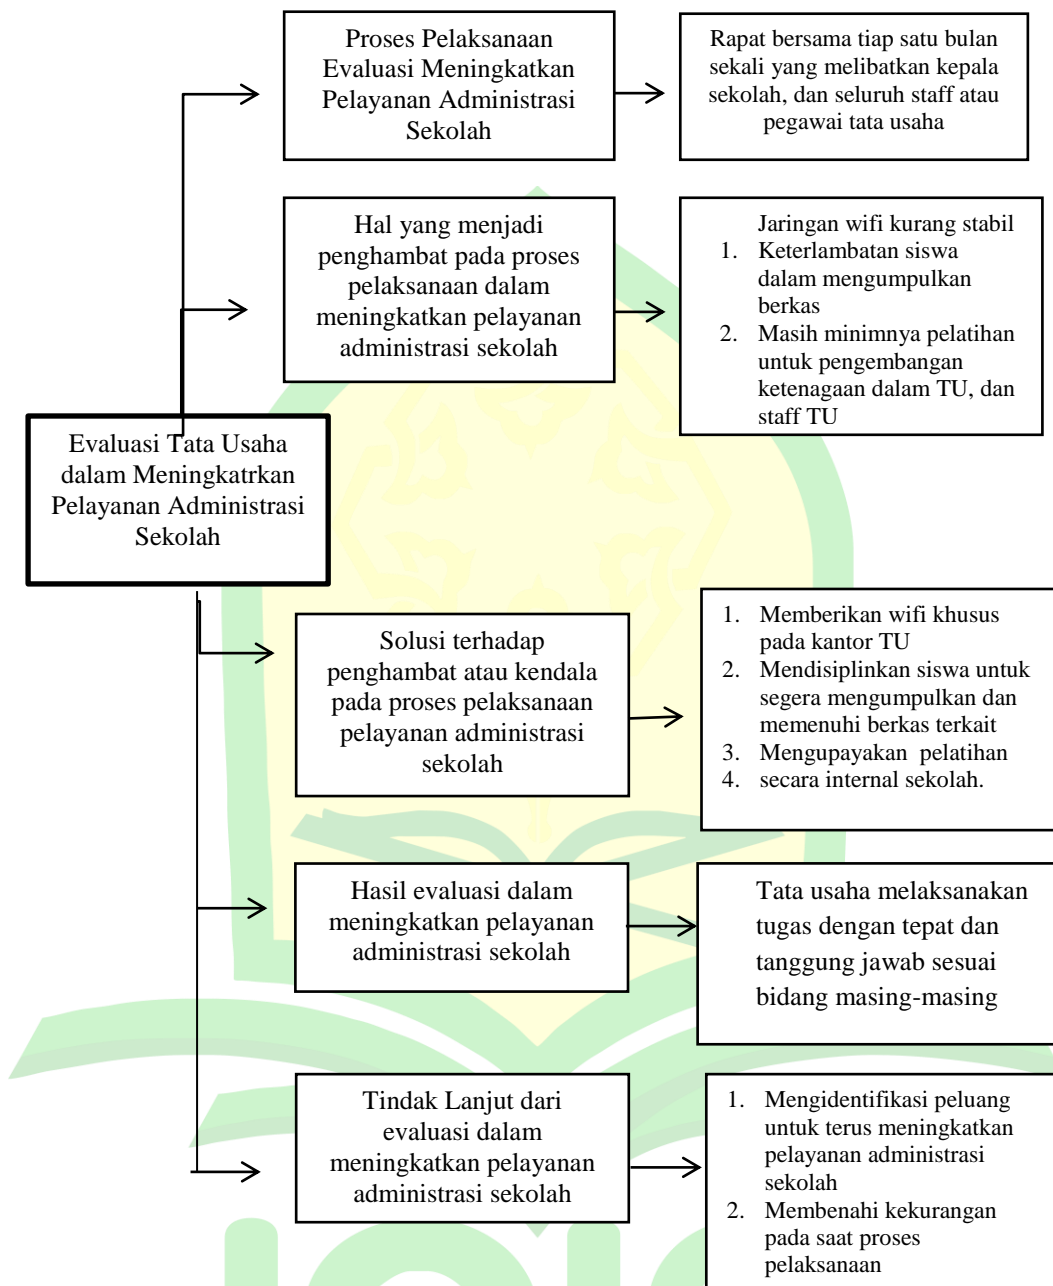 Proses Pelaksanaan
Evaluasi Meningkatkan
Pelayanan Administrasi
Sekolah
Rapat bersama tiap satu bulan
sekali yang melibatkan kepala
sekolah, dan seluruh staff atau
pegawai tata usaha
Hal yang menjadi
penghambat pada proses
pelaksanaan dalam
meningkatkan pelayanan
administrasi sekolah
Jaringan wifi kurang stabil
1. Keterlambatan siswa
dalam mengumpulkan
berkas
2. Masih minimnya pelatihan
untuk pengembangan
ketenagaan dalam TU, dan
staff TU
Evaluasi Tata Usaha
dalam Meningkatrkan
Pelayanan Administrasi
Sekolah
Solusi terhadap
penghambat atau kendala
pada proses pelaksanaan
pelayanan administrasi
sekolah
1. Memberikan wifi khusus
pada kantor TU
2. Mendisiplinkan siswa untuk
segera mengumpulkan dan
memenuhi berkas terkait
3. Mengupayakan pelatihan
4. secara internal sekolah.
Hasil evaluasi dalam
meningkatkan pelayanan
administrasi sekolah
Tata usaha melaksanakan
tugas dengan tepat dan
tanggung jawab sesuai
bidang masing-masing
Tindak Lanjut dari
evaluasi dalam
meningkatkan pelayanan
administrasi sekolah
1. Mengidentifikasi peluang
untuk terus meningkatkan
pelayanan administrasi
sekolah
2. Membenahi kekurangan
pada saat proses
pelaksanaan